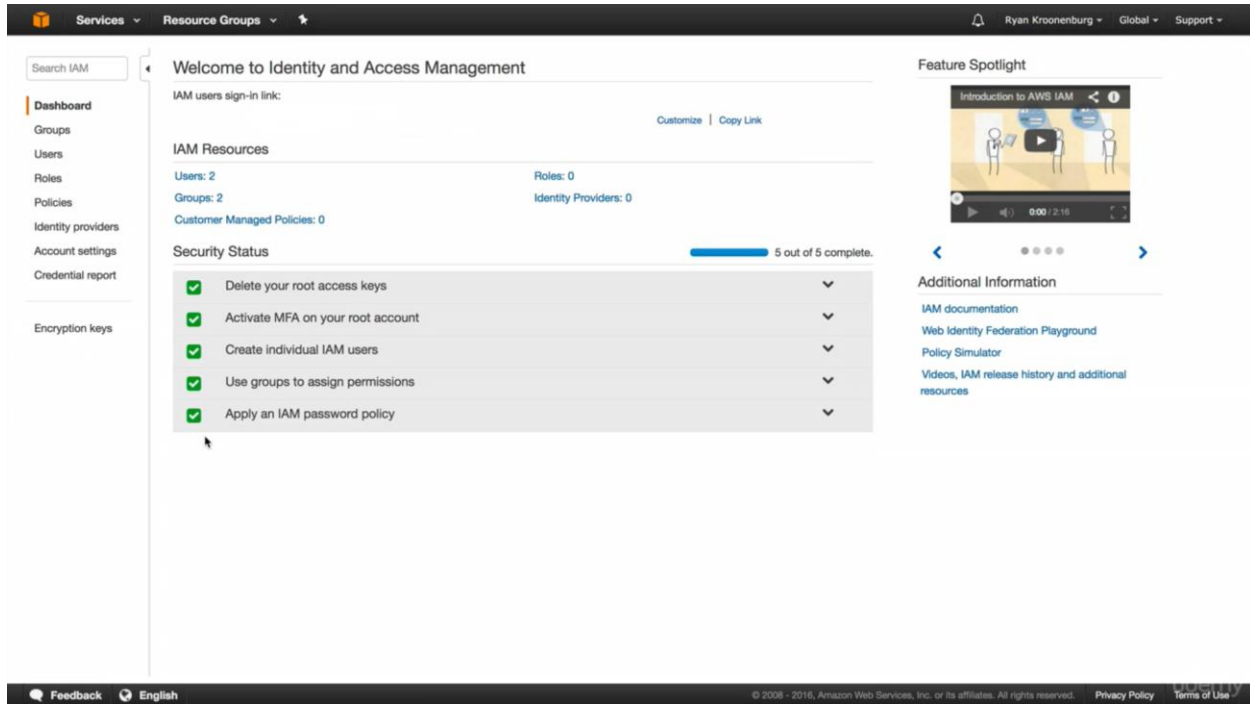 Services Resource Groups Ryan Kroonenburg Global Support
Search IAM
Dashboard
Groups
Users
Roles
Policies
Identity providers
Account settings
Credential report
Encryption keys
Welcome to Identity and Access Management
IAM users sign-in link:
Customize | Copy Link
IAM Resources
Users: 2 Roles: 0
Groups: 2 Identity Providers: 0
Customer Managed Policies: 0
Security Status 5 out of 5 complete.
Delete your root access keys
Activate MFA on your root account
Create individual IAM users
Use groups to assign permissions
Apply an IAM password policy
Feature Spotlight
Introduction to AWS IAM
0:00 / 2:16
Additional Information
IAM documentation
Web Identity Federation Playground
Policy Simulator
Videos, IAM release history and additional
resources
Feedback English © 2008 - 2016, Amazon Web Services, Inc. or its affiliates. All rights reserved. Privacy Policy Terms of Use
udemy